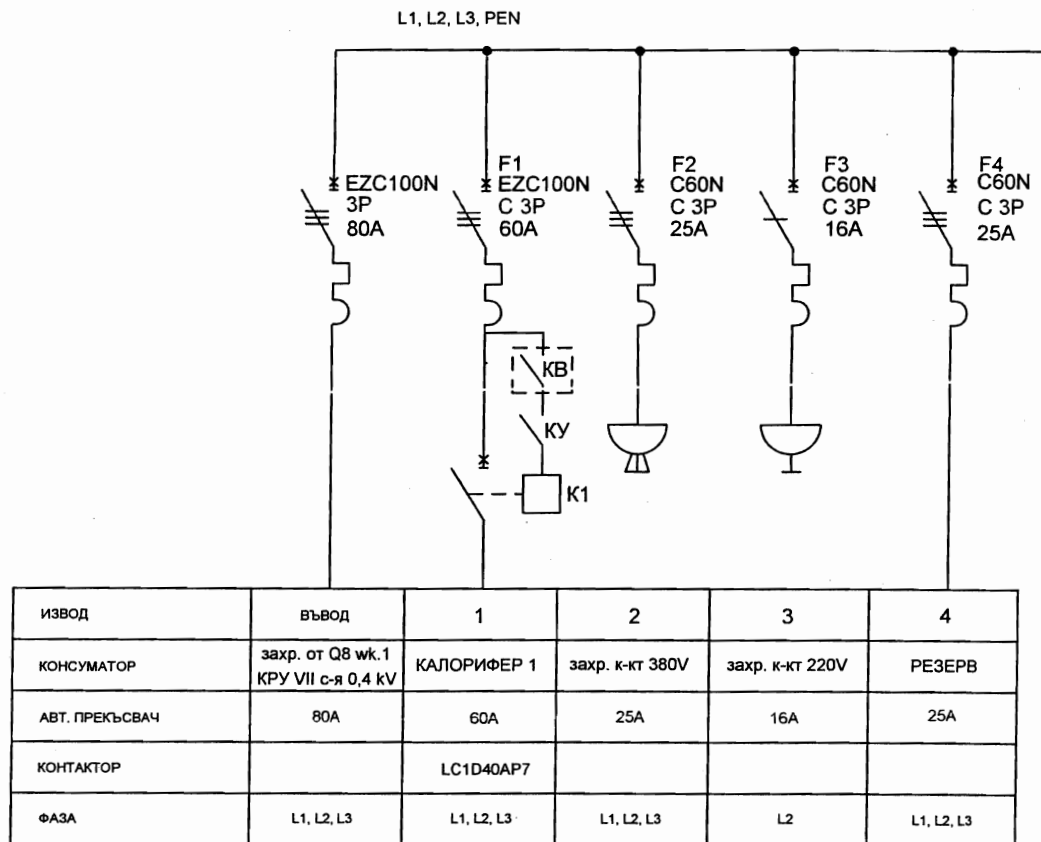 L1, L2, L3, PEN
EZC100N
3P
80A
F1
EZC100N
C 3P
60A
F2
C60N
C 3P
25A
F3
C60N
C 3P
16A
F4
C60N
C 3P
25A
КВ
КУ
К1
ИЗВОД ВЪВОД 1 2 3 4
КОНСУМАТОР захр. от Q8 wk.1 КАЛОРИФЕР 1 захр. к-кт 380V захр. к-кт 220V РЕЗЕРВ
КРУ VII с-я 0,4 kV
АВТ. ПРЕКЪСВАЧ 80A 60A 25A 16A 25A
КОНТАКТОР LC1D40AP7
ФАЗА L1, L2, L3 L1, L2, L3 L1, L2, L3 L2 L1, L2, L3